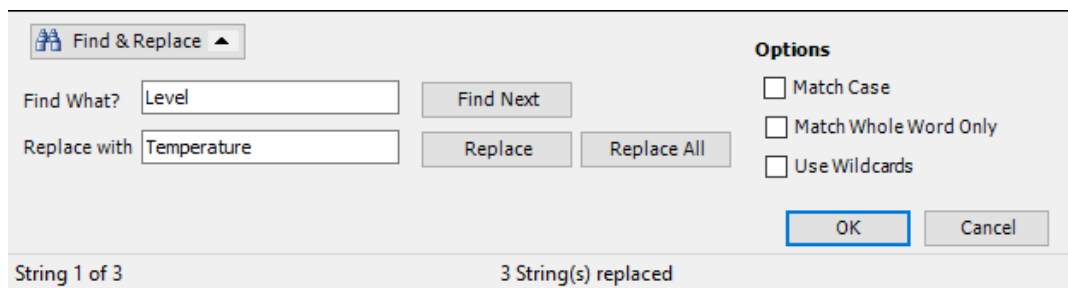 Find & Replace
Options
Match Case
Find What? Level Find Next
Match Whole Word Only
Replace with Temperature Replace Replace All
Use Wildcards
OK Cancel
String 1 of 3 3 String(s) replaced